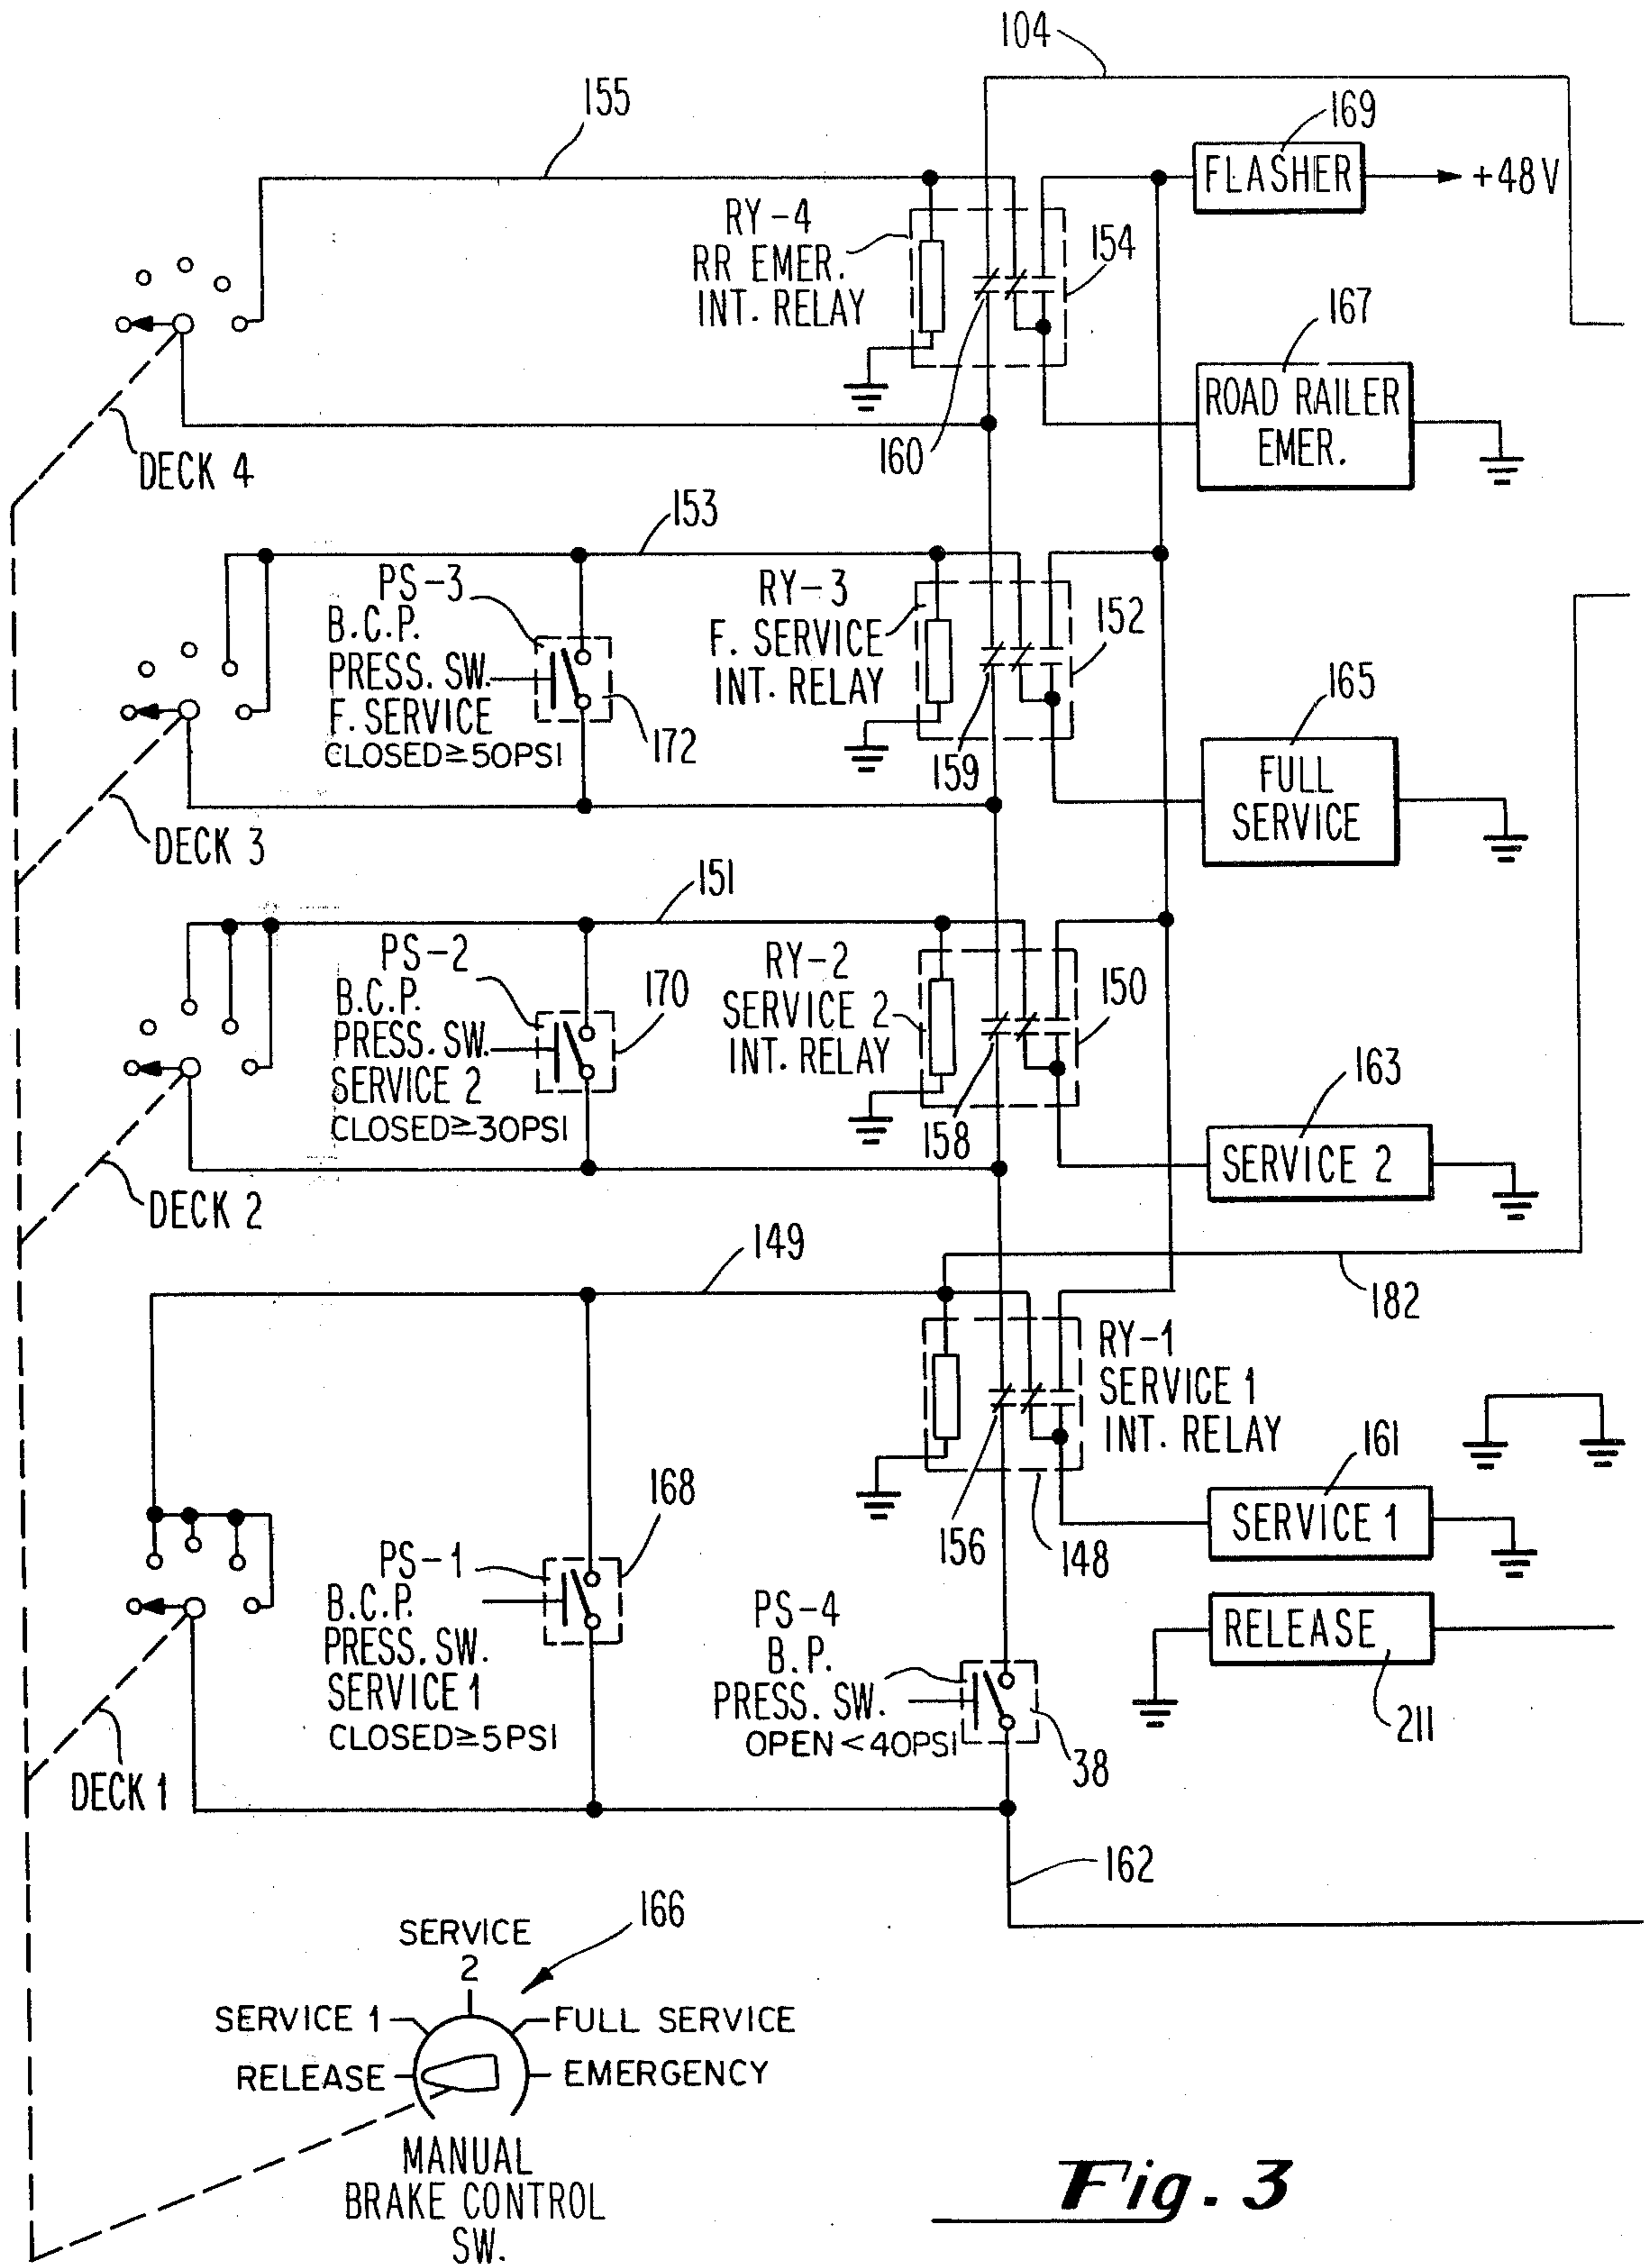 104
155
169
FLASHER
+48V
RY-4
RR EMER.
INT. RELAY
154
167
ROAD RAILER
EMER.
160
DECK 4
153
PS-3
B.C.P.
PRESS. SW.
F. SERVICE
CLOSED≥50PSI
172
RY-3
F. SERVICE
INT. RELAY
152
159
165
FULL
SERVICE
DECK 3
151
PS-2
B.C.P.
PRESS. SW.
SERVICE 2
CLOSED≥30PSI
170
RY-2
SERVICE 2
INT. RELAY
150
158
163
SERVICE 2
DECK 2
149
182
RY-1
SERVICE 1
INT. RELAY
161
SERVICE 1
156
148
168
PS-1
B.C.P.
PRESS. SW.
SERVICE 1
CLOSED≥5PSI
PS-4
B.P.
PRESS. SW.
OPEN<40PSI
38
RELEASE
211
DECK 1
162
166
SERVICE
2
SERVICE 1
FULL SERVICE
RELEASE
EMERGENCY
MANUAL
BRAKE CONTROL
SW.
Fig. 3